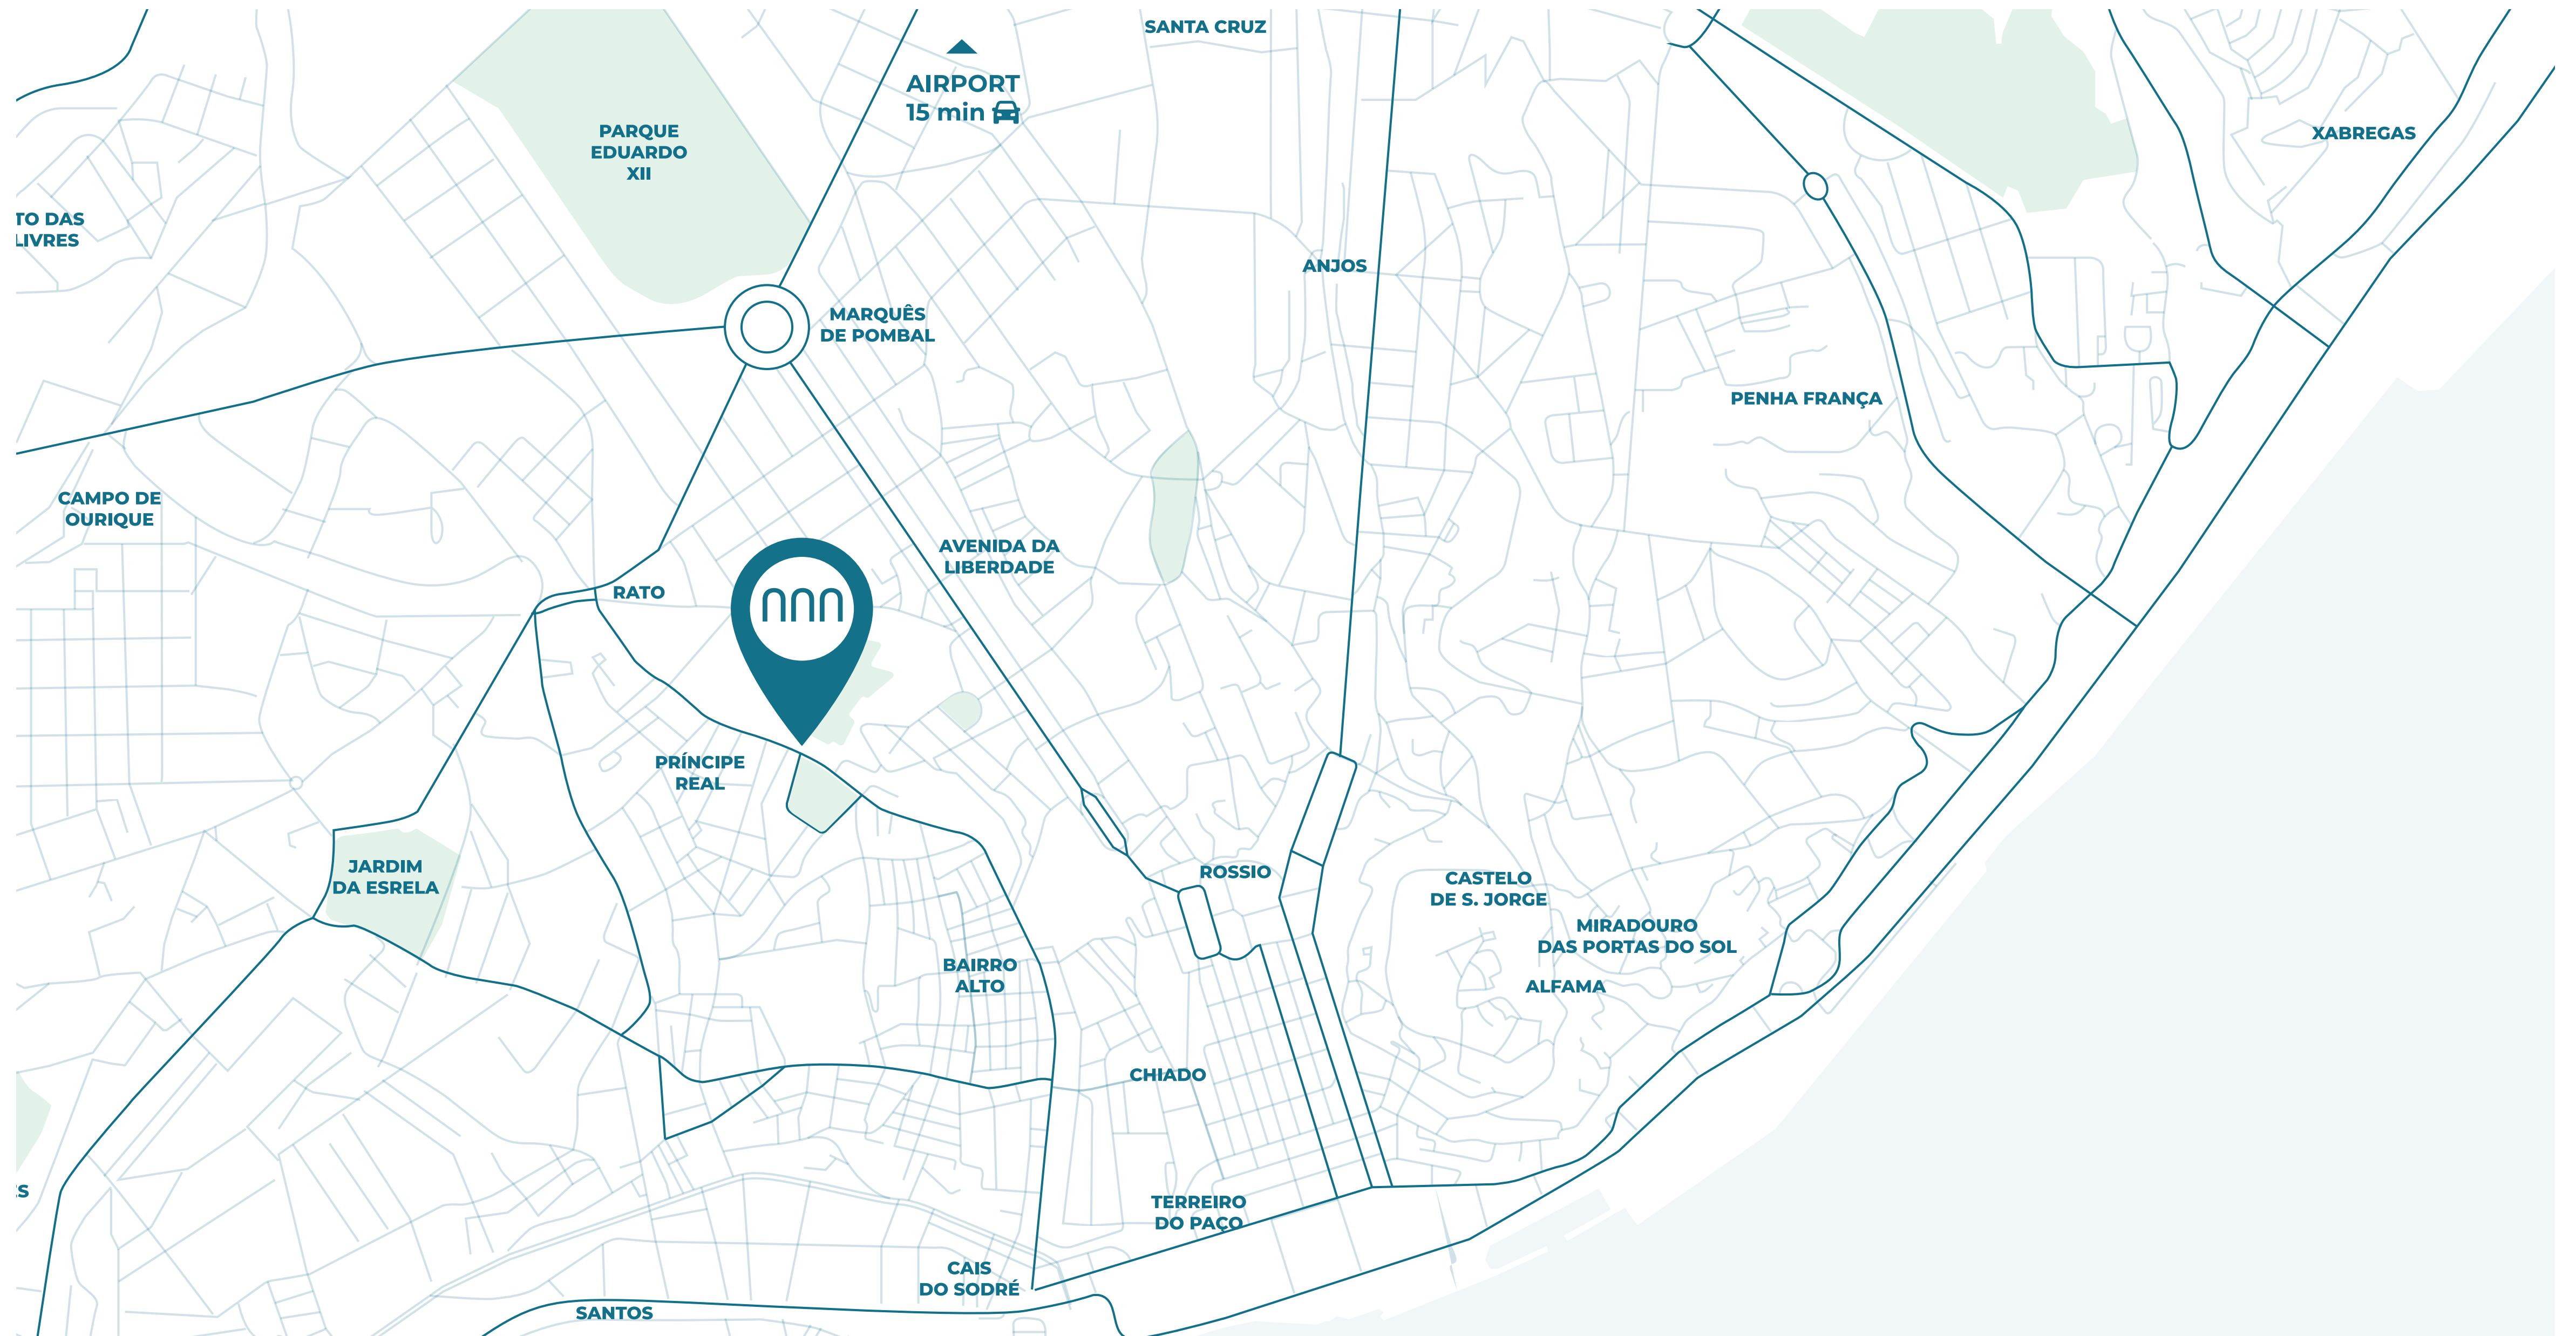 SANTA CRUZ
AIRPORT
15 min
PARQUE
EDUARDO
XII
XABREGAS
TO DAS
LIVRES
ANJOS
MARQUÊS
DE POMBAL
PENHA FRANÇA
CAMPO DE
OURIQUE
AVENIDA DA
LIBERDADE
RATO
PRÍNCIPE
REAL
JARDIM
DA ESRELA
ROSSIO
CASTELO
DE S. JORGE
MIRADOURO
DAS PORTAS DO SOL
BAIRRO
ALTO
ALFAMA
CHIADO
S
TERREIRO
DO PAÇO
CAIS
DO SODRÉ
SANTOS